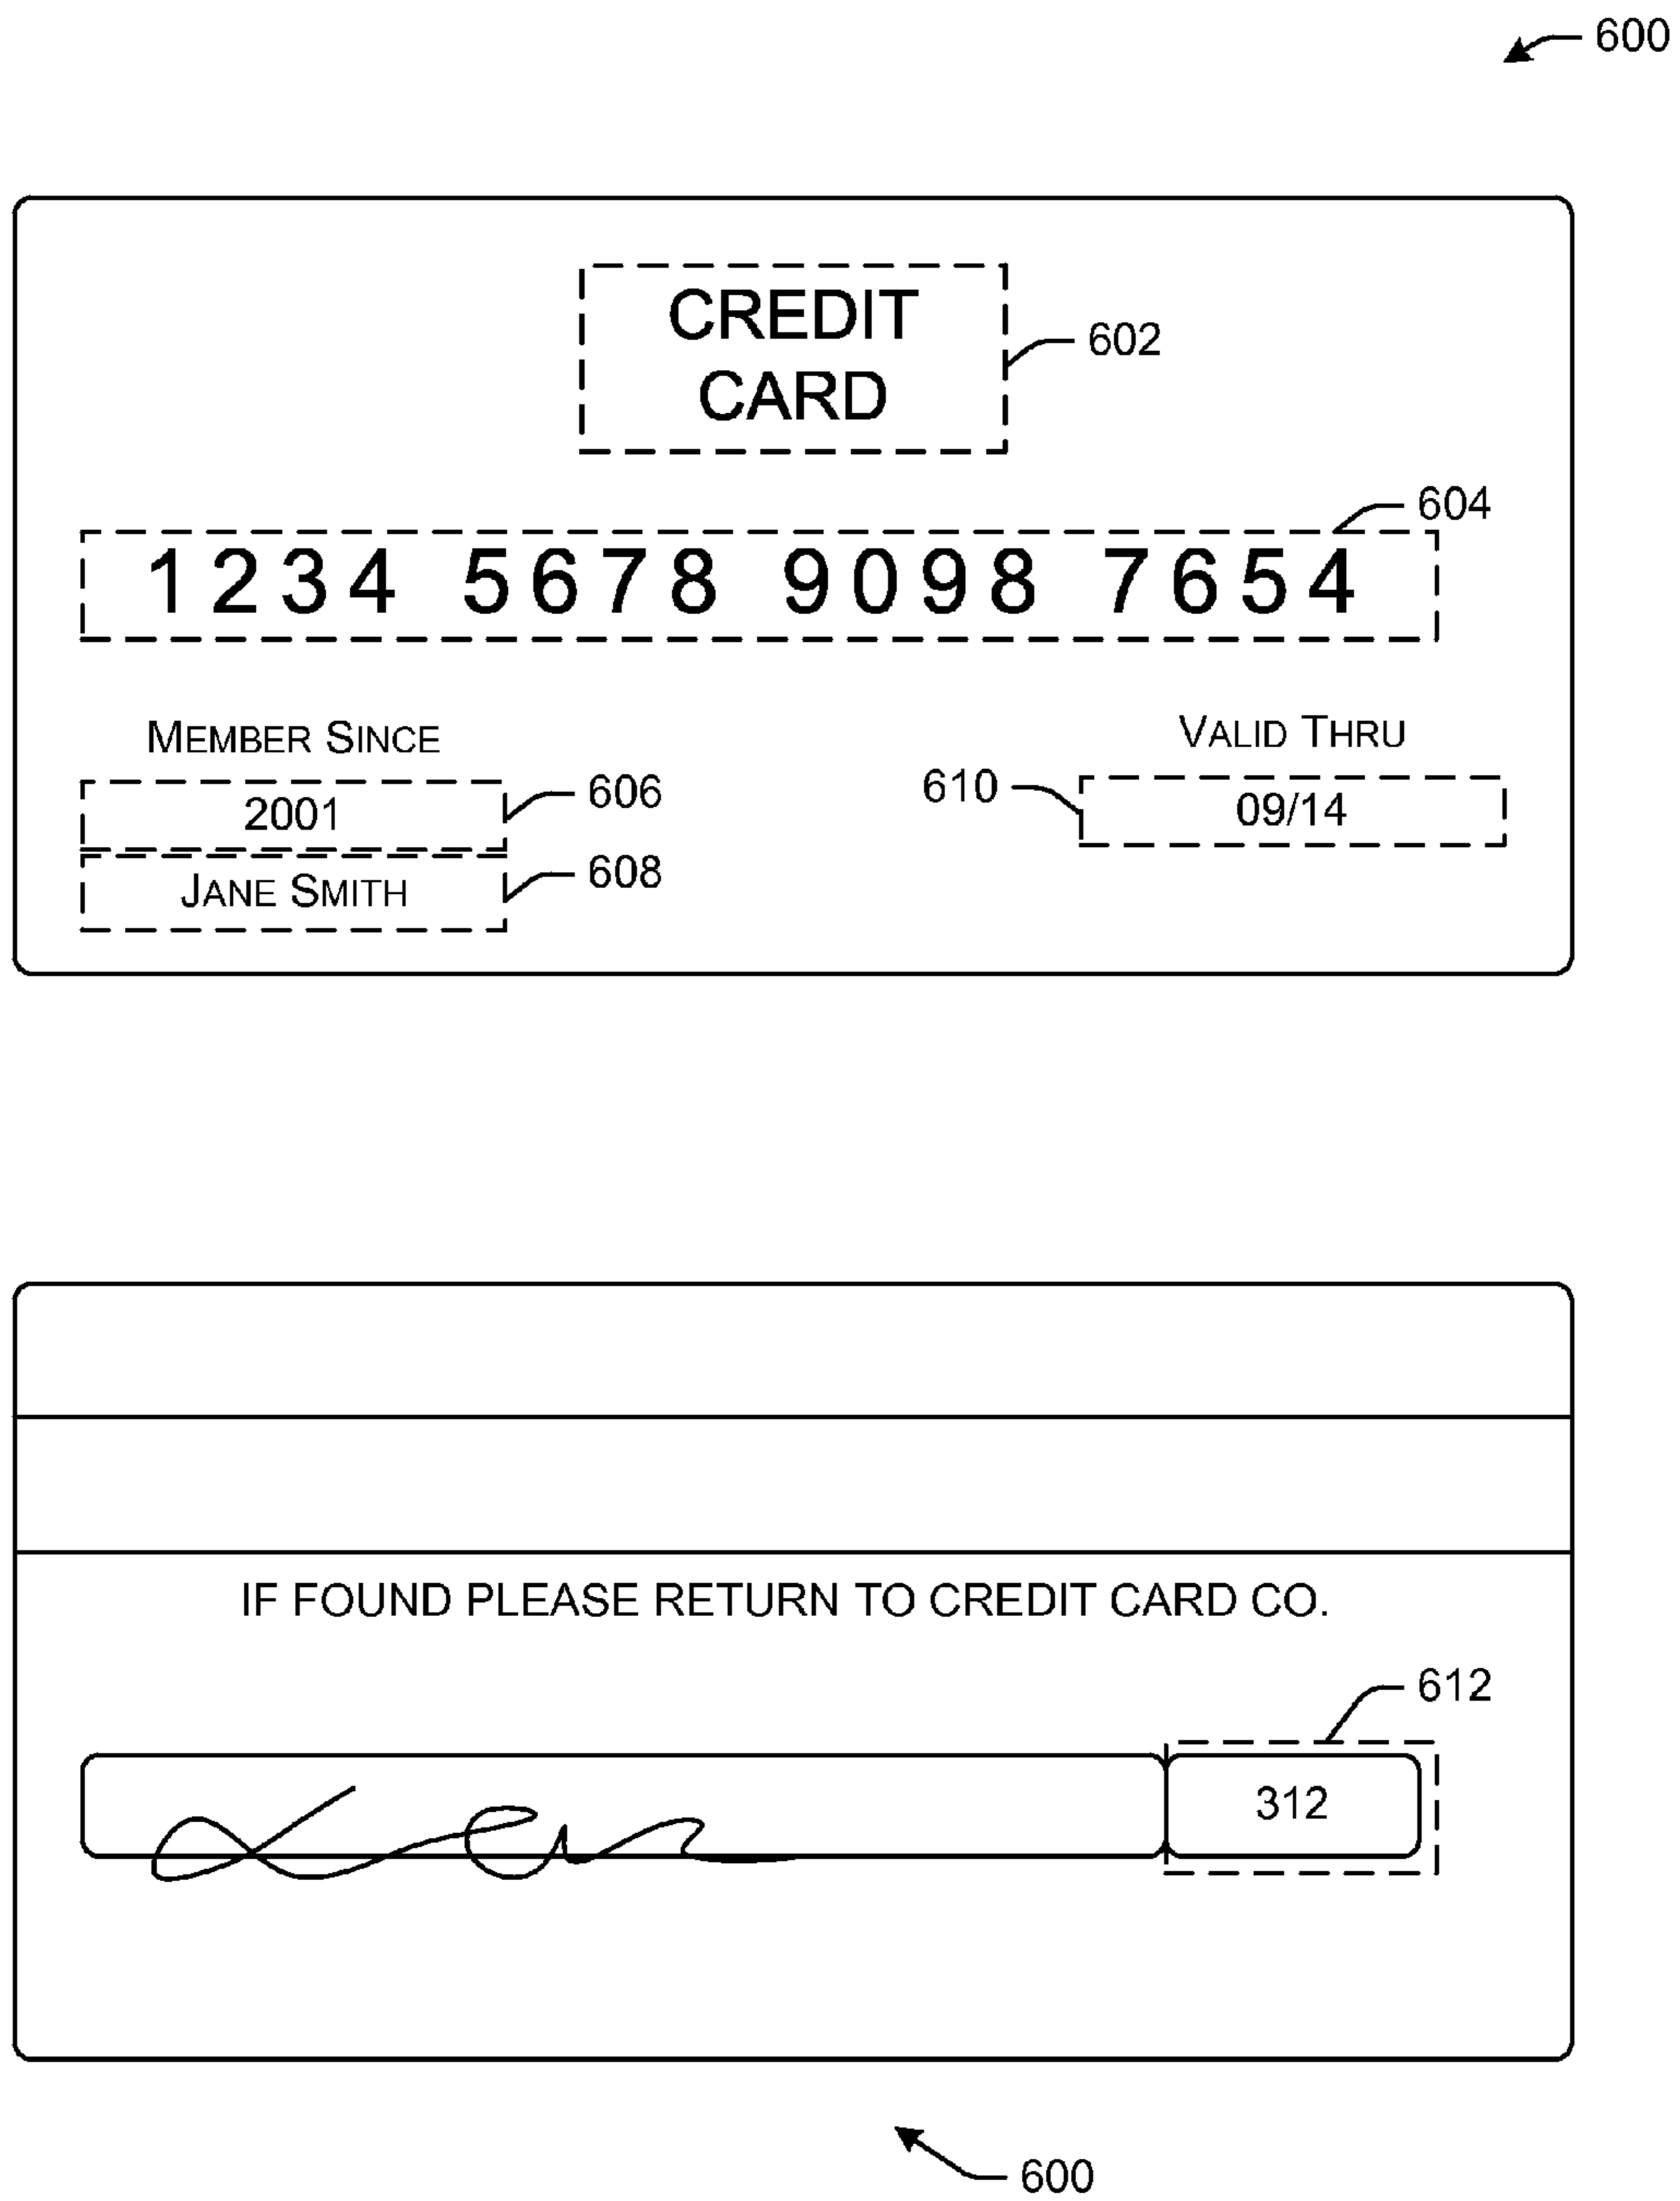 600
CREDIT
CARD
602
604
1234 5678 9098 7654
MEMBER SINCE
VALID THRU
2001
606
610
09/14
JANE SMITH
608
IF FOUND PLEASE RETURN TO CREDIT CARD CO.
612
312
600